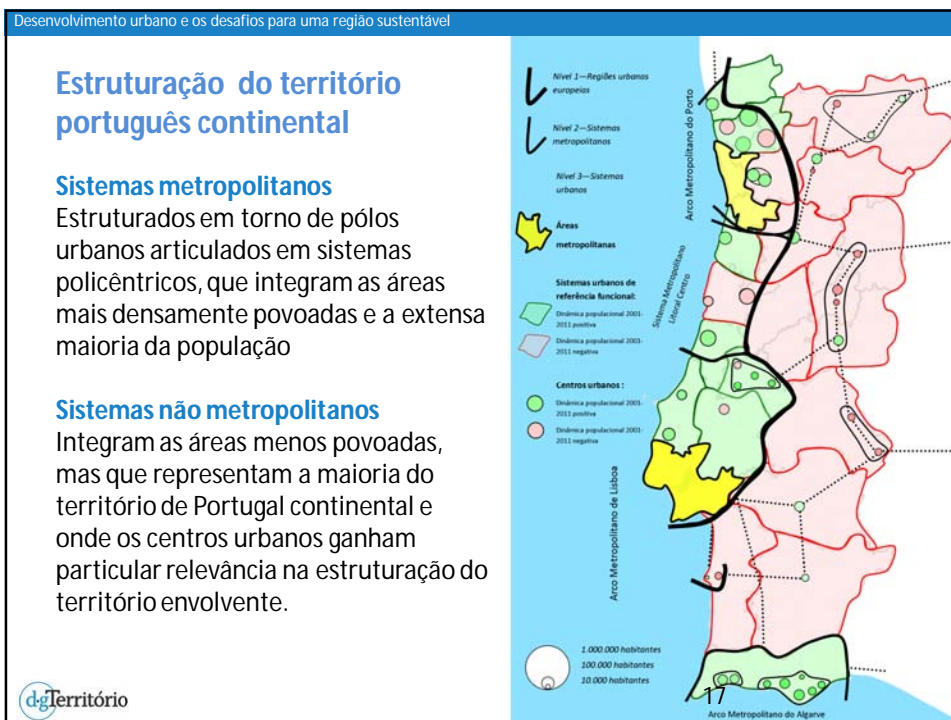 Desenvolvimento urbano e os desafios para uma região sustentável
Estruturação do território
português continental
Sistemas metropolitanos
Estruturados em torno de pólos
urbanos articulados em sistemas
policêntricos, que integram as áreas
mais densamente povoadas e a extensa
maioria da população
Sistemas não metropolitanos
Integram as áreas menos povoadas,
mas que representam a maioria do
território de Portugal continental e
onde os centros urbanos ganham
particular relevância na estruturação do
território envolvente.
dgTerritório
Nível 1—Regiões urbanas
europeias
Nível 2—Sistemas
metropolitanos
Nível 3—Sistemas
urbanos
Áreas
metropolitanas
Sistemas urbanos de
referência funcional:
Dinâmica populacional 2001-
2011 positiva
Dinâmica populacional 2001-
2011 negativa
Centros urbanos :
Dinâmica populacional 2001-
2011 positiva
Dinâmica populacional 2001-
2011 negativa
Arco Metropolitano do Porto
Sistema Metropolitano
Litoral Centro
Arco Metropolitano de Lisboa
1.000.000 habitantes
100.000 habitantes
10.000 habitantes
17
Arco Metropolitano do Algarve